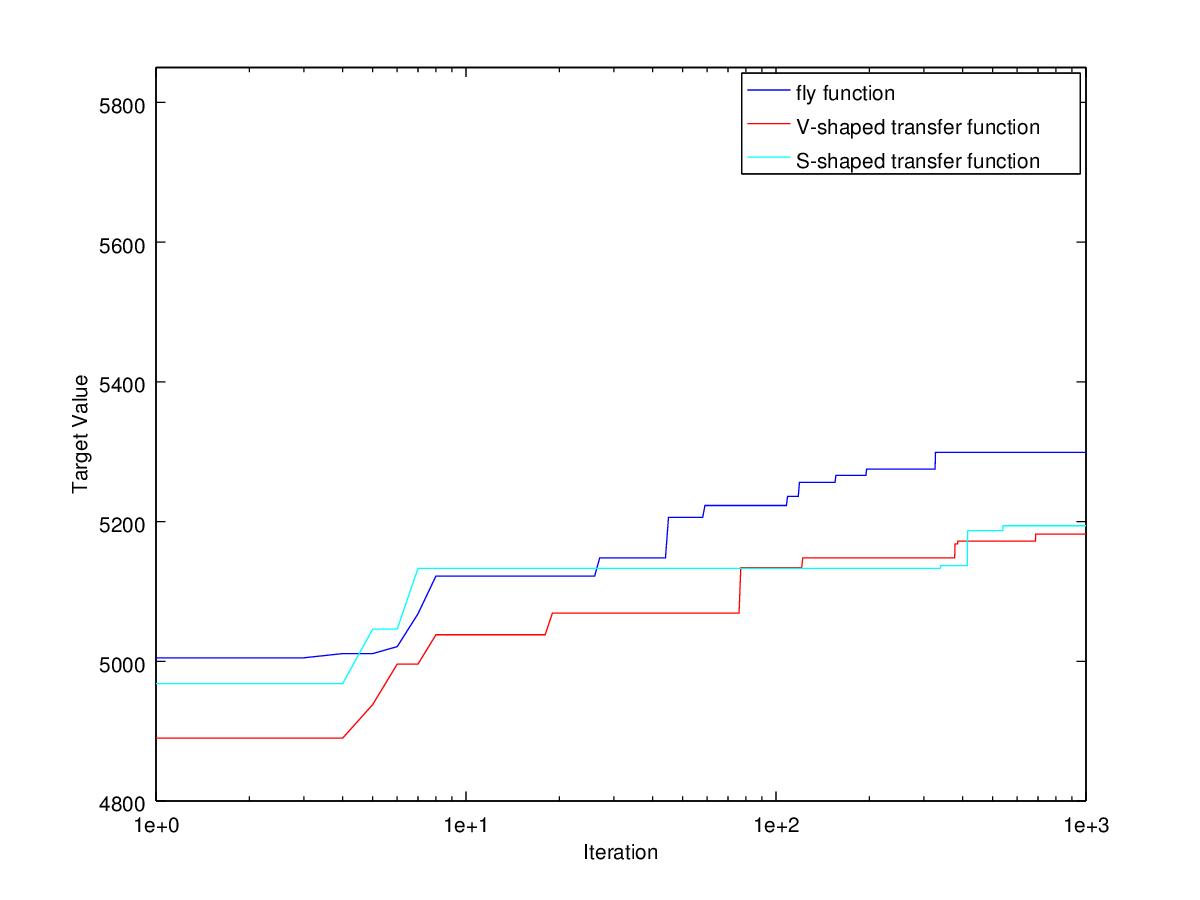 fly function
V-shaped transfer function
S-shaped transfer function
5800
5600
5400
5200
5000
4800
Target Value
1e+0
1e+1
1e+2
1e+3
Iteration